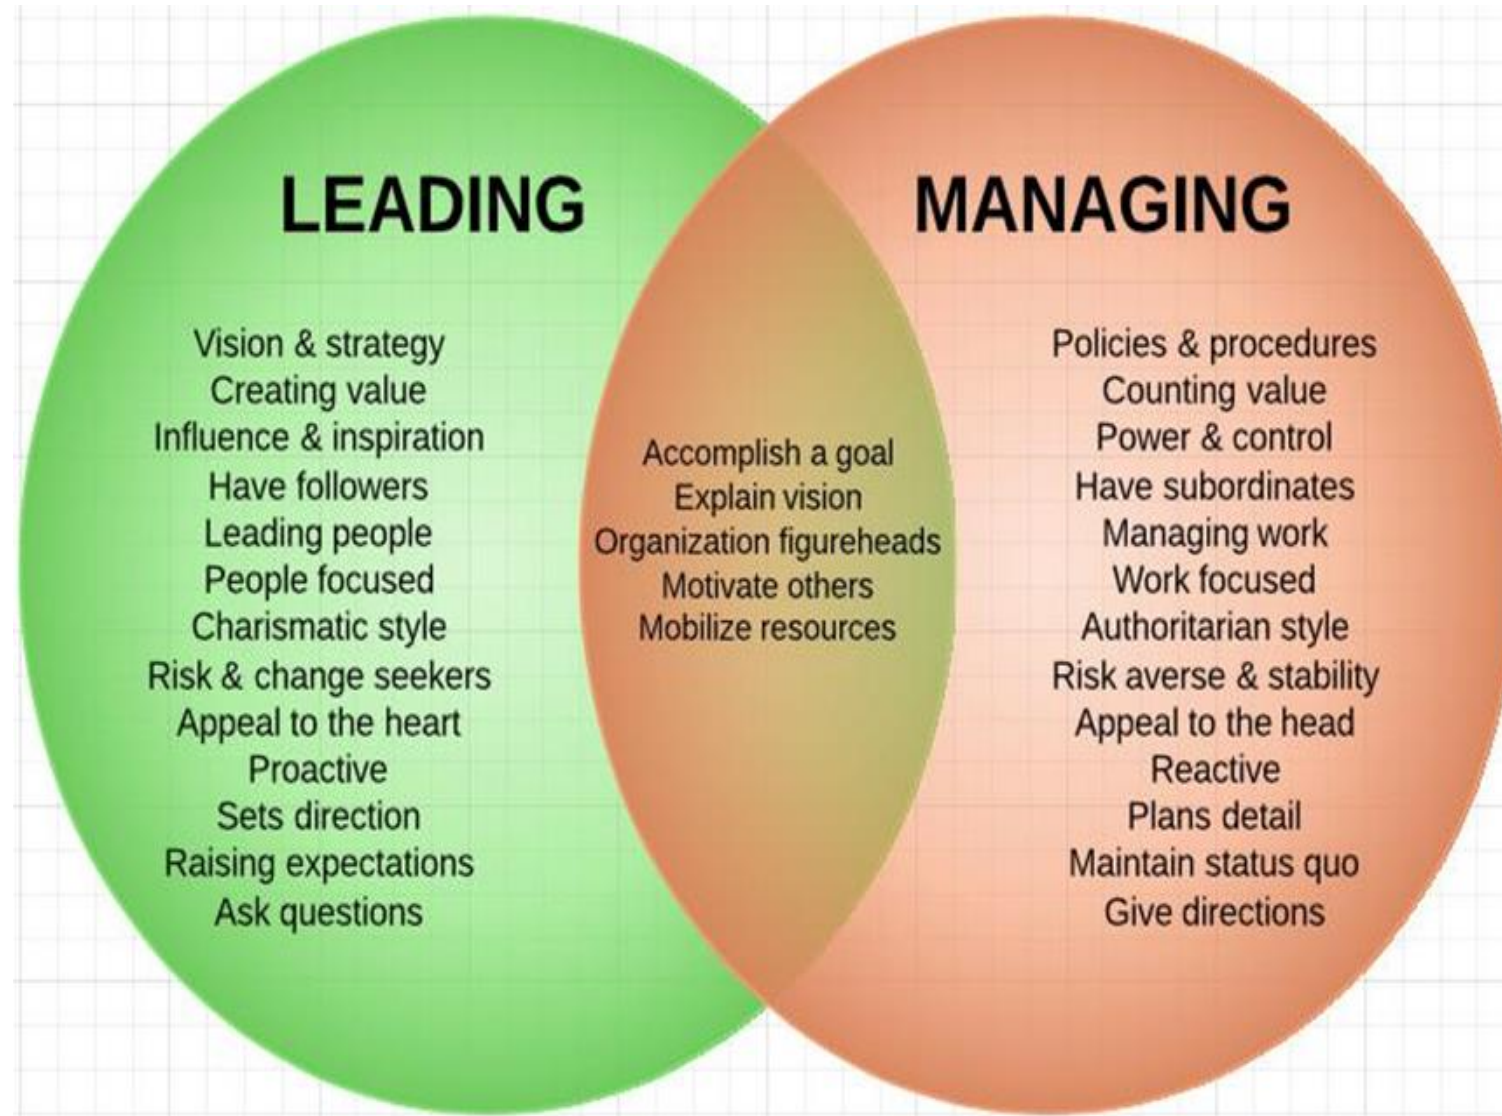 LEADING
Vision & strategy
Creating value
Influence & inspiration
Have followers
Leading people
People focused
Charismatic style
Risk & change seekers
Appeal to the heart
Proactive
Sets direction
Raising expectations
Ask questions
Accomplish a goal
Explain vision
Organization figureheads
Motivate others
Mobilize resources
MANAGING
Policies & procedures
Counting value
Power & control
Have subordinates
Managing work
Work focused
Authoritarian style
Risk averse & stability
Appeal to the head
Reactive
Plans detail
Maintain status quo
Give directions